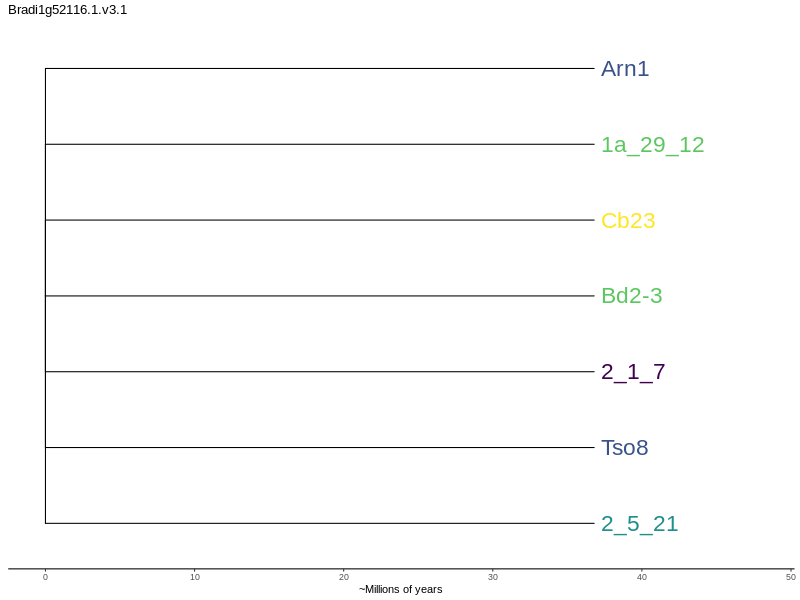 Bradi1g52116.1.v3.1
Arn1
1a_29_12
Cb23
Bd2-3
2_1_7
Tso8
2_5_21
0 10 20 30 40 50
~Millions of years